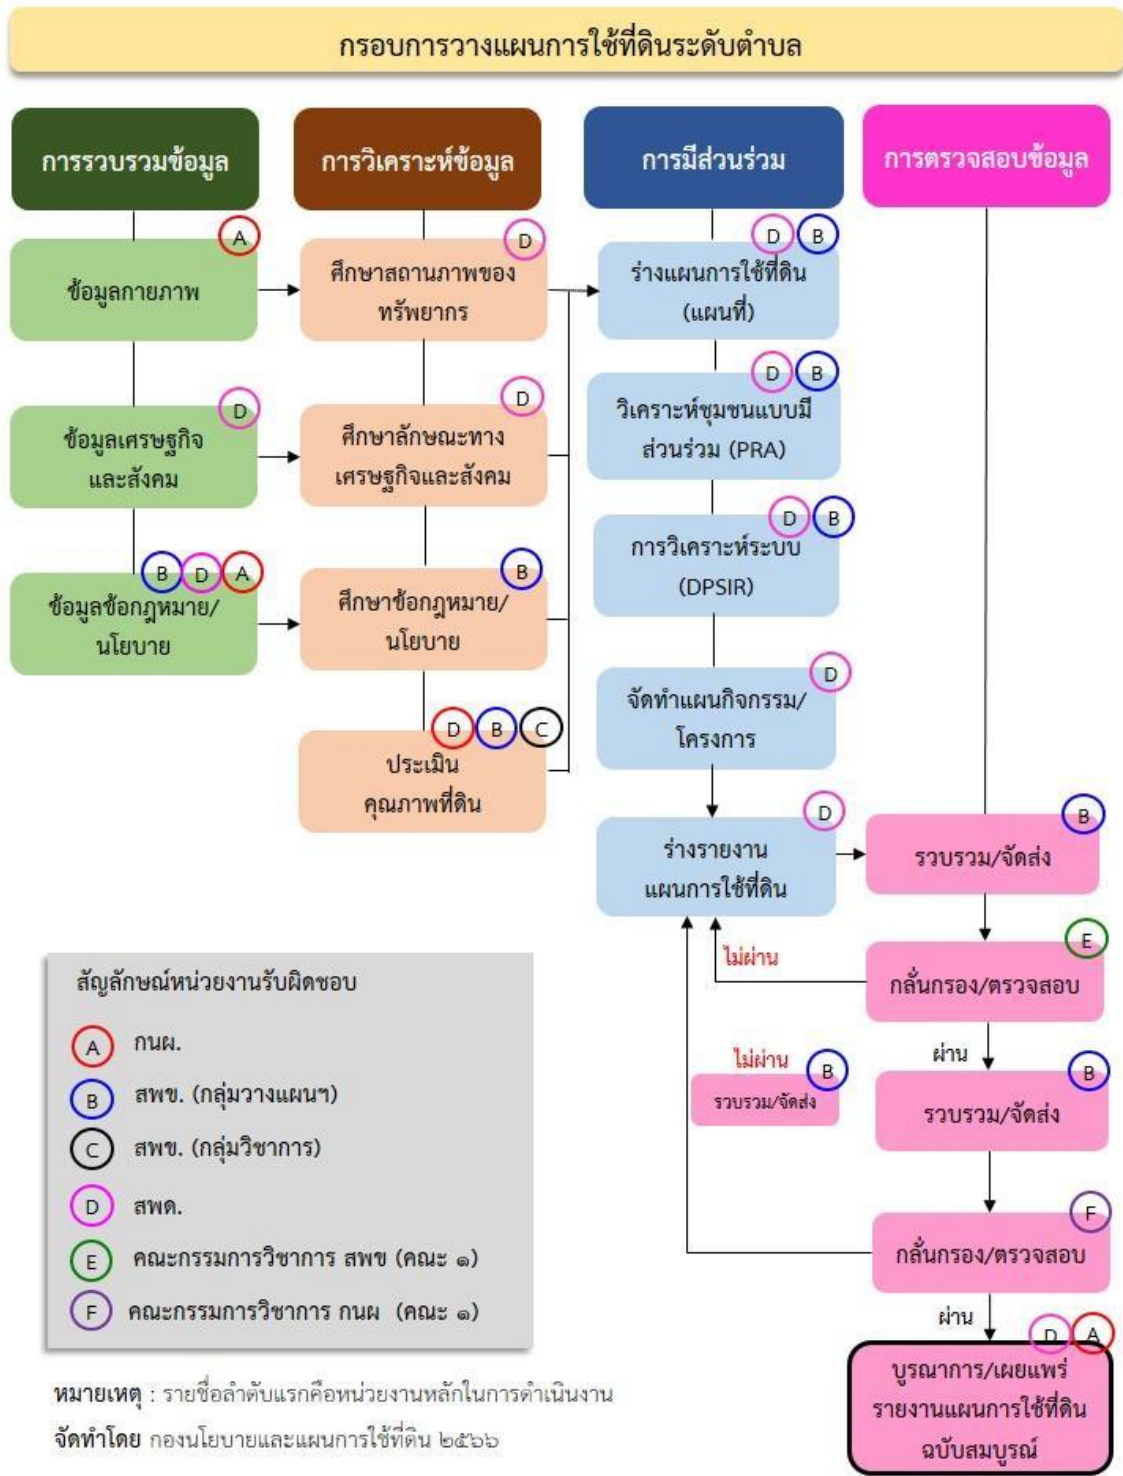 กรอบการวางแผนการใช้ที่ดินระดับตำบล
การรวบรวมข้อมูล
การวิเคราะห์ข้อมูล
การมีส่วนร่วม
การตรวจสอบข้อมูล
A
ข้อมูลกายภาพ
D
ศึกษาสถานภาพของ
ทรัพยากร
D
B
ร่างแผนการใช้ที่ดิน
(แผนที่)
D
ข้อมูลเศรษฐกิจ
และสังคม
D
ศึกษาลักษณะทาง
เศรษฐกิจและสังคม
D
B
วิเคราะห์ชุมชนแบบมี
ส่วนร่วม (PRA)
D
B
การวิเคราะห์ระบบ
(DPSIR)
B
D
A
ข้อมูลข้อกฎหมาย/
นโยบาย
B
ศึกษาข้อกฎหมาย/
นโยบาย
D
จัดทำแผนกิจกรรม/
โครงการ
D
B
C
ประเมิน
คุณภาพที่ดิน
D
ร่างรายงาน
แผนการใช้ที่ดิน
B
รวบรวม/จัดส่ง
E
กลั่นกรอง/ตรวจสอบ
ไม่ผ่าน
ผ่าน
ไม่ผ่าน
B
รวบรวม/จัดส่ง
B
รวบรวม/จัดส่ง
F
กลั่นกรอง/ตรวจสอบ
ผ่าน
D
A
บูรณาการ/เผยแพร่
รายงานแผนการใช้ที่ดิน
ฉบับสมบูรณ์
สัญลักษณ์หน่วยงานรับผิดชอบ
A กนผ.
B สพข. (กลุ่มวางแผนฯ)
C สพข. (กลุ่มวิชาการ)
D สพด.
E คณะกรรมการวิชาการ สพข (คณะ ๑)
F คณะกรรมการวิชาการ กนผ (คณะ ๑)
หมายเหตุ : รายชื่อลำดับแรกคือหน่วยงานหลักในการดำเนินงาน
จัดทำโดย กองนโยบายและแผนการใช้ที่ดิน ๒๕๖๖